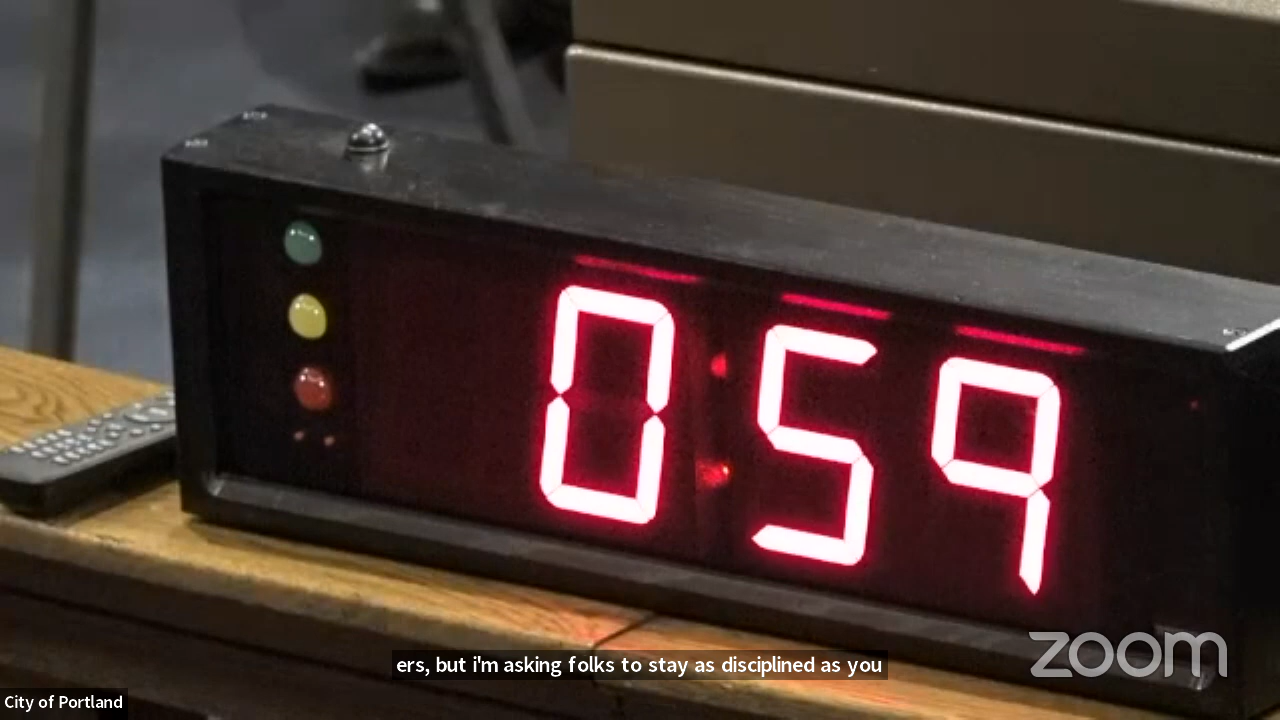 0:59
zoom
ers, but i'm asking folks to stay as disciplined as you
City of Portland